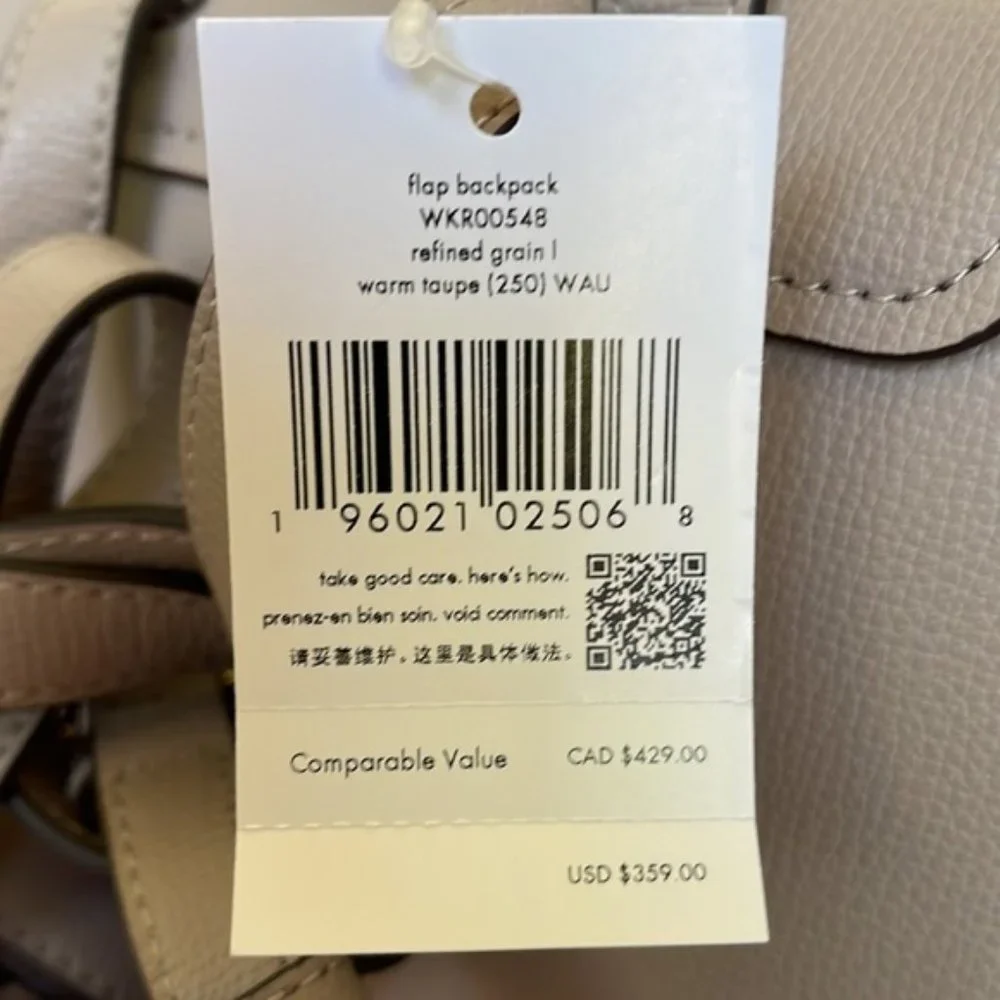 flap backpack
WKR00548
refined grain l
warm taupe (250) WAU
1 96021 02506 8
take good care. here's how.
prenez-en bien soin. void comment.
请妥善维护。这里是具体做法。
Comparable Value CAD $429.00
USD $359.00